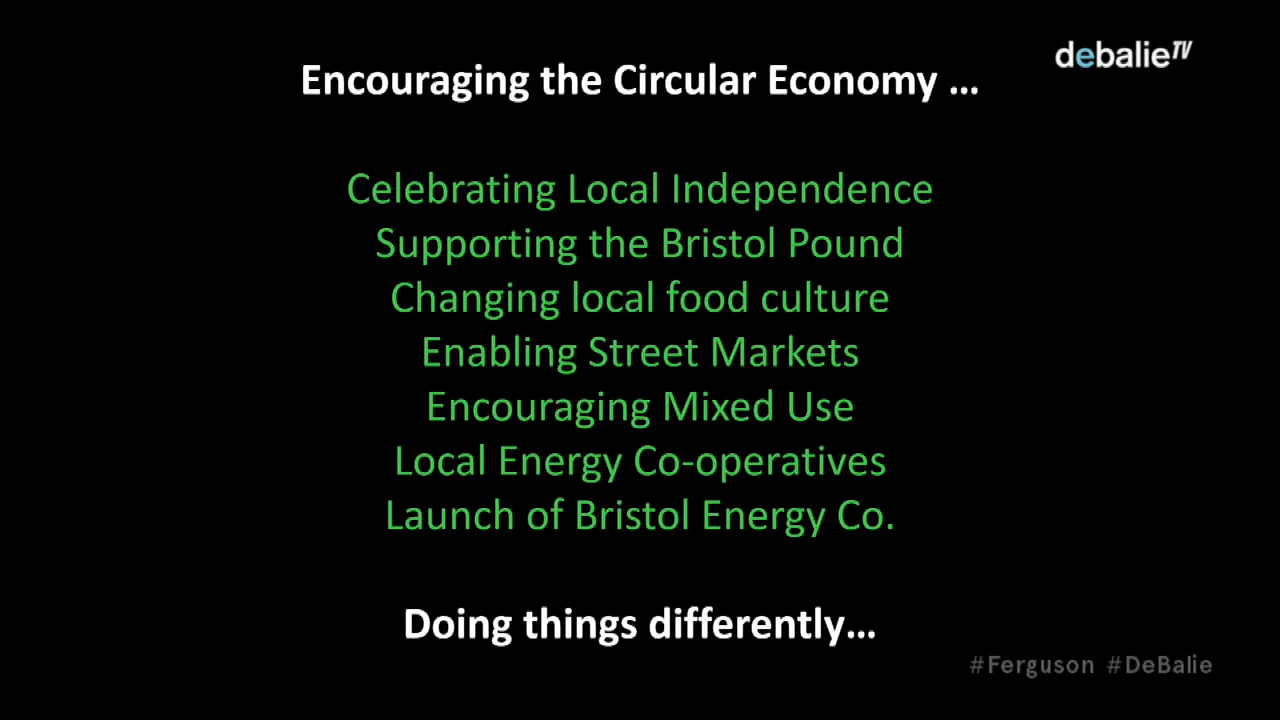 debalieTV
Encouraging the Circular Economy ...
Celebrating Local Independence
Supporting the Bristol Pound
Changing local food culture
Enabling Street Markets
Encouraging Mixed Use
Local Energy Co-operatives
Launch of Bristol Energy Co.
Doing things differently...
#Ferguson #DeBalie